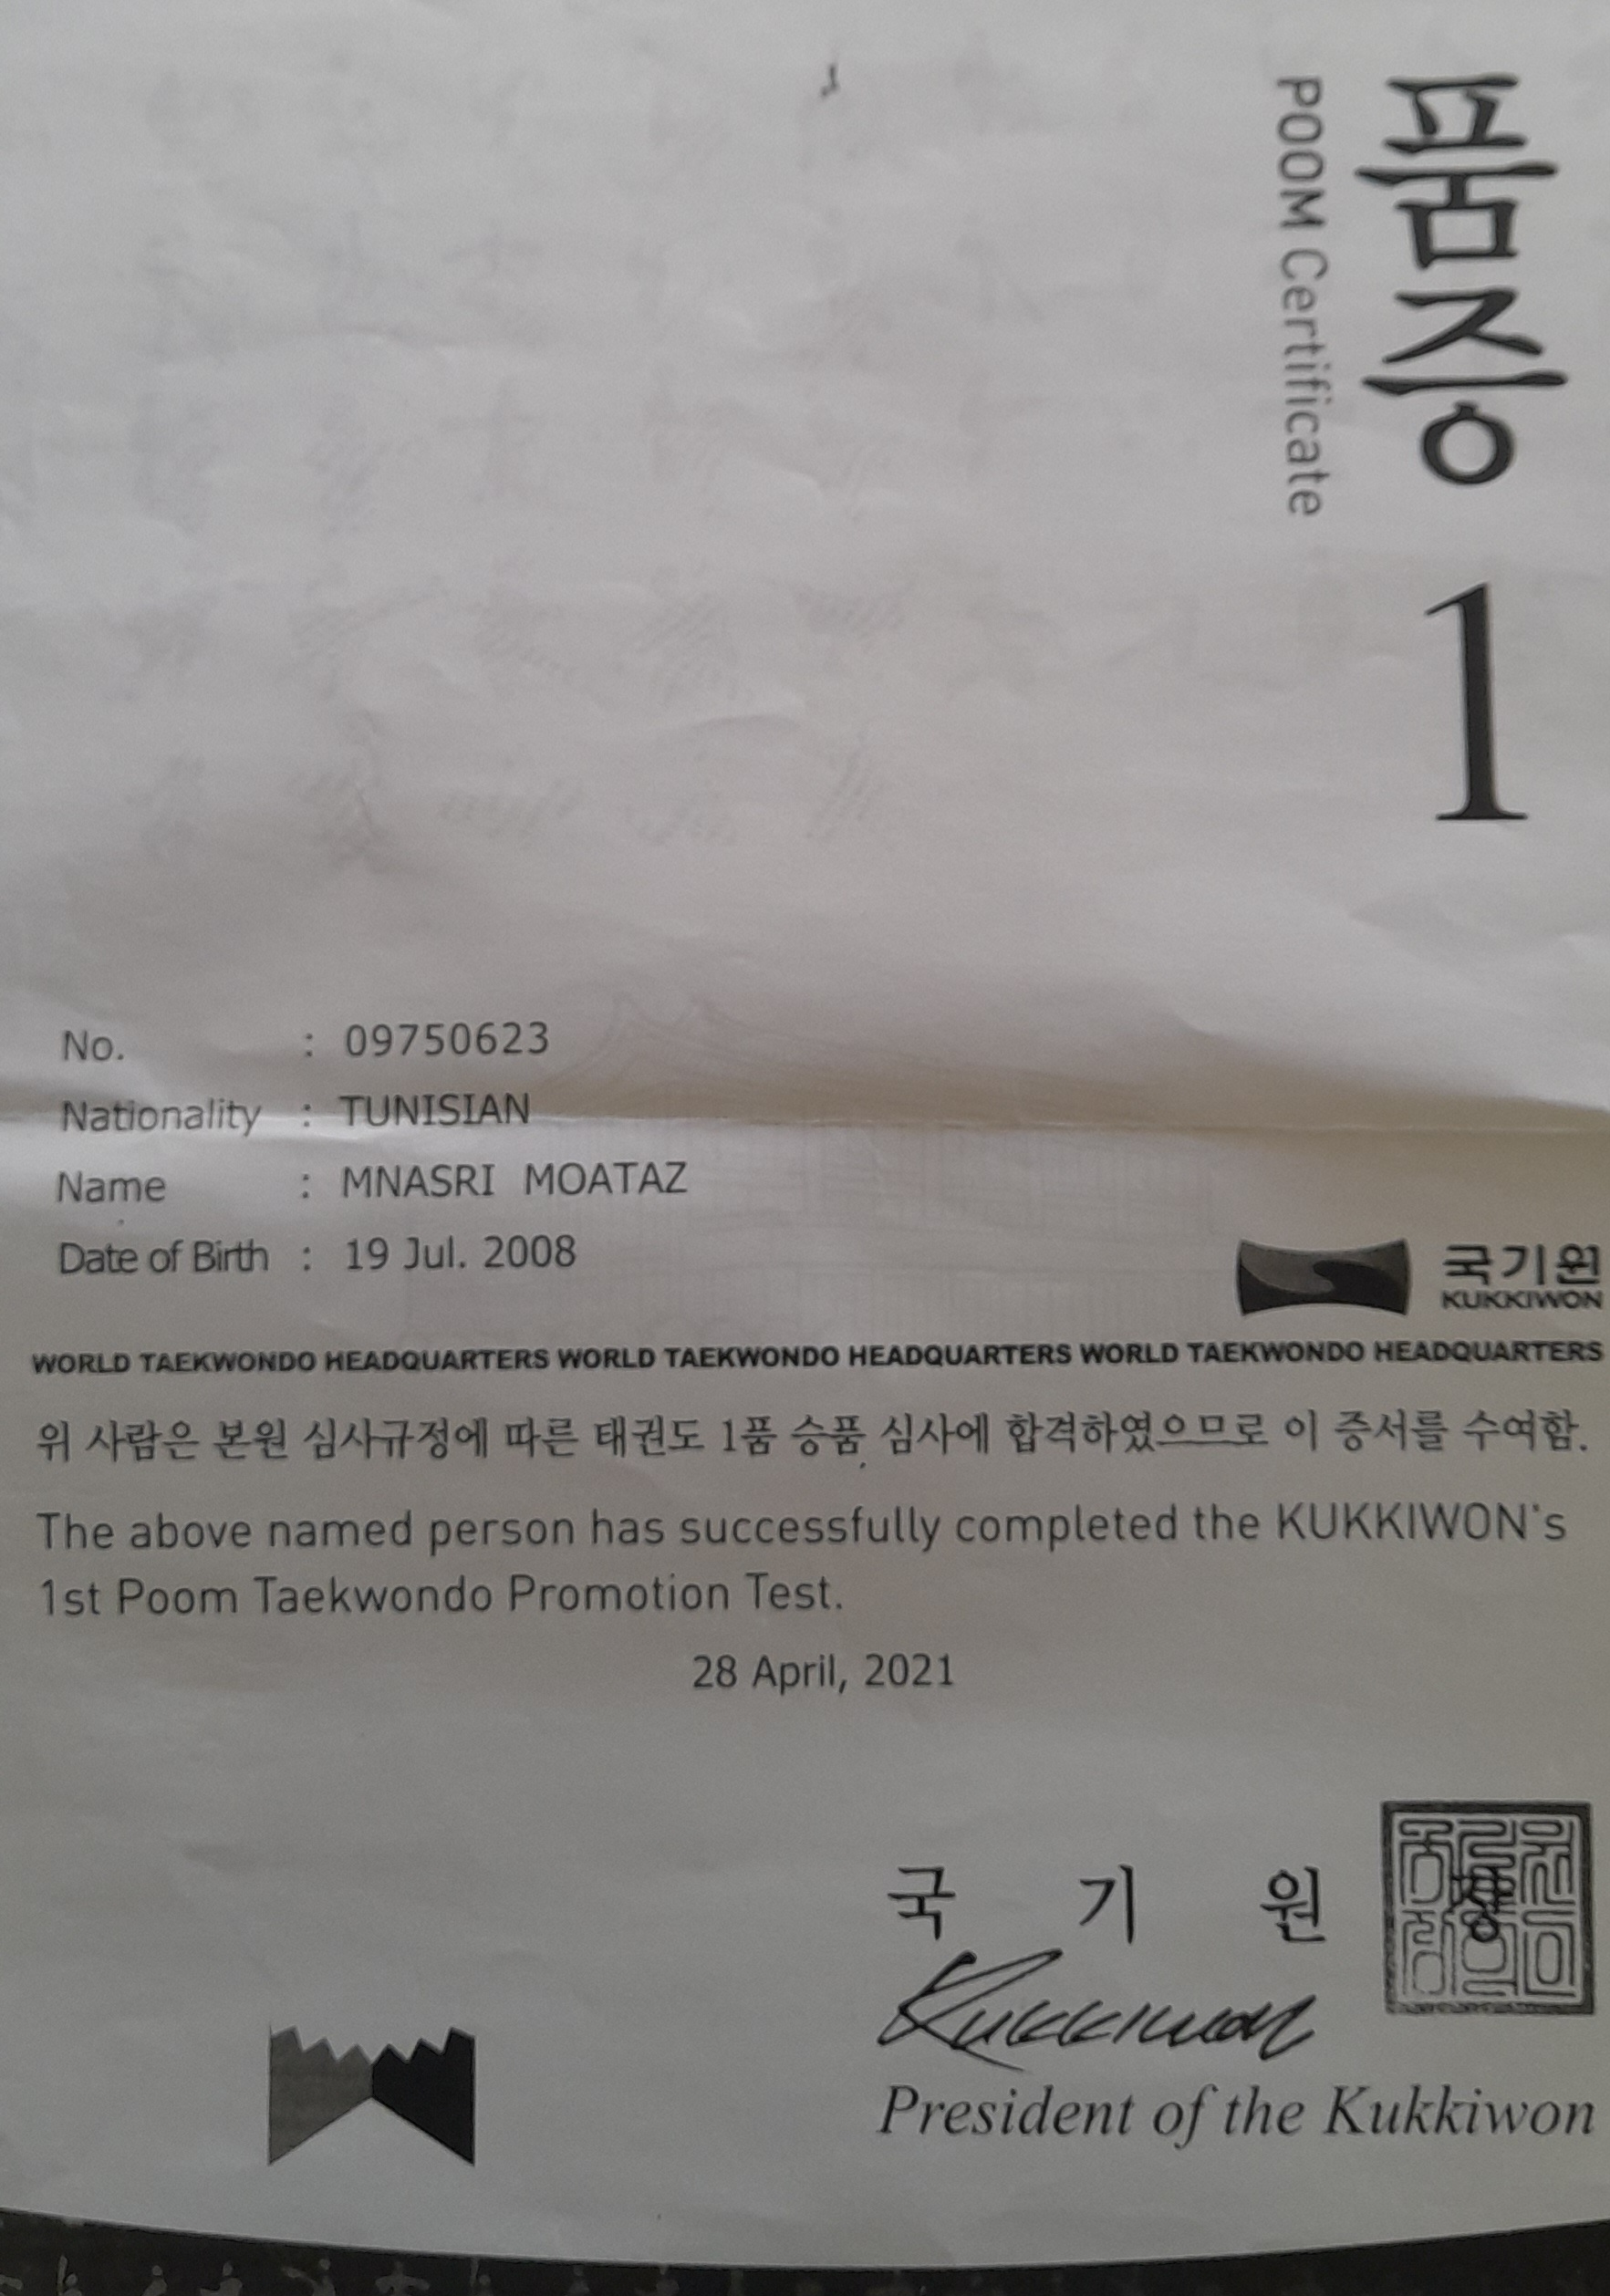 품증
POOM Certificate
1
No. : 09750623
Nationality : TUNISIAN
Name : MNASRI MOATAZ
Date of Birth : 19 Jul. 2008
국기원
KUKKIWON
WORLD TAEKWONDO HEADQUARTERS WORLD TAEKWONDO HEADQUARTERS WORLD TAEKWONDO HEADQUARTERS
위 사람은 본원 심사규정에 따른 태권도 1품 승품 심사에 합격하였으므로 이 증서를 수여함.
The above named person has successfully completed the KUKKIWON's
1st Poom Taekwondo Promotion Test.
28 April, 2021
국 기 원 장
Kukkiwon
President of the Kukkiwon